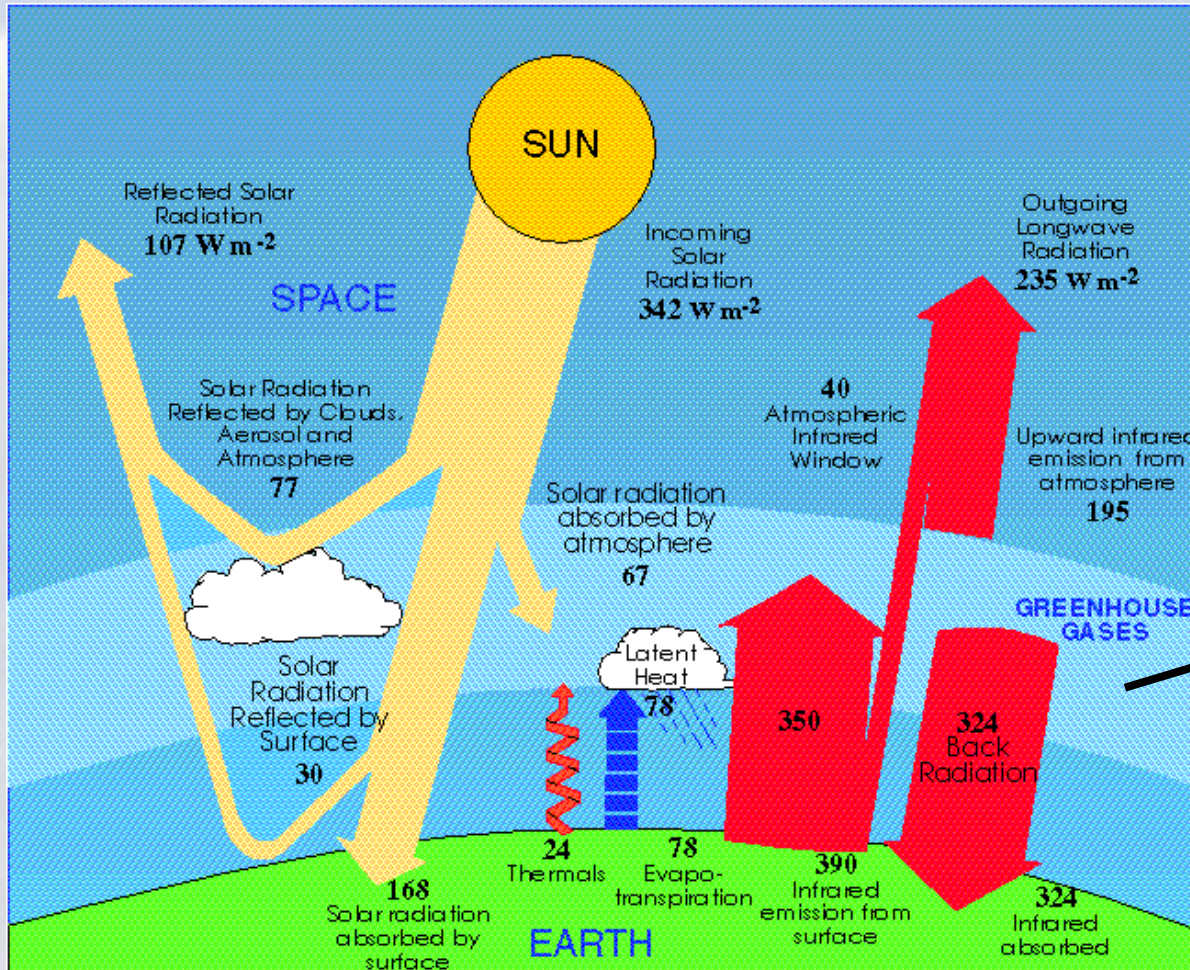 SUN
Reflected Solar
Radiation
107 W m-2
SPACE
Incoming
Solar
Radiation
342 W m-2
Outgoing
Longwave
Radiation
235 W m-2
Solar Radiation
Reflected by Clouds,
Aerosol and
Atmosphere
77
40
Atmospheric
Infrared
Window
Upward infrared
emission from
atmosphere
195
Solar radiation
absorbed by
atmosphere
67
GREENHOUSE
GASES
Solar
Radiation
Reflected by
Surface
30
Latent
Heat
78
350
324
Back
Radiation
168
Solar radiation
absorbed by
surface
24
Thermals
78
Evapo-
transpiration
390
Infrared
emission from
surface
324
Infrared
absorbed
EARTH